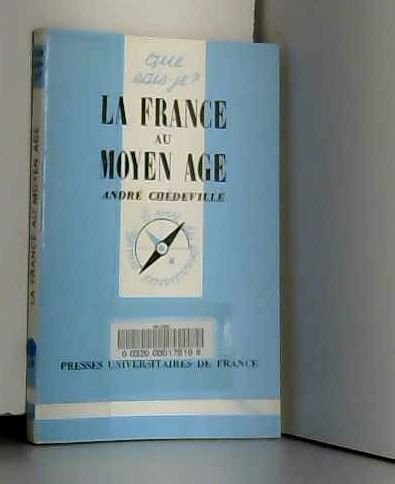 que
sais-je?
LA FRANCE
AU
MOYEN AGE
ANDRÉ CHÉDEVILLE
PRESSES UNIVERSITAIRES DE FRANCE
LA FRANCE AU MOYEN AGE